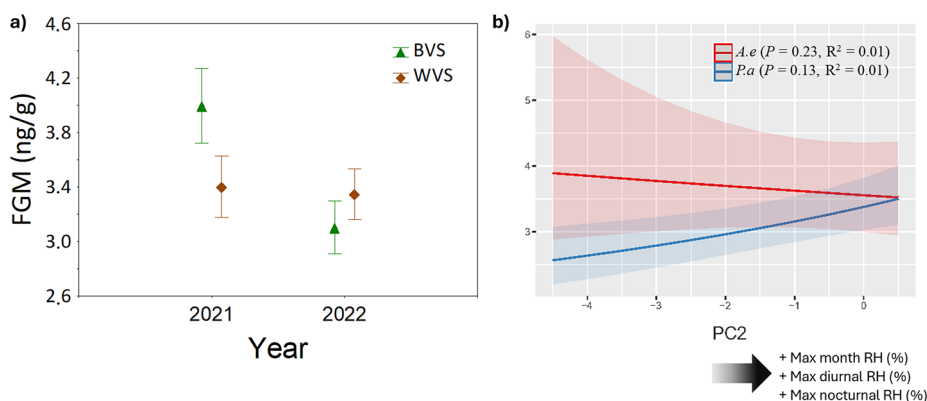 a)
FGM (ng/g)
4.6
4.2
3.8
3.4
3.0
2.6
BVS
WVS
2021
2022
Year
b)
6
5
4
3
A.e (P = 0.23, R² = 0.01)
P.a (P = 0.13, R² = 0.01)
−4
−3
−2
−1
0
PC2
+ Max month RH (%)
+ Max diurnal RH (%)
+ Max nocturnal RH (%)